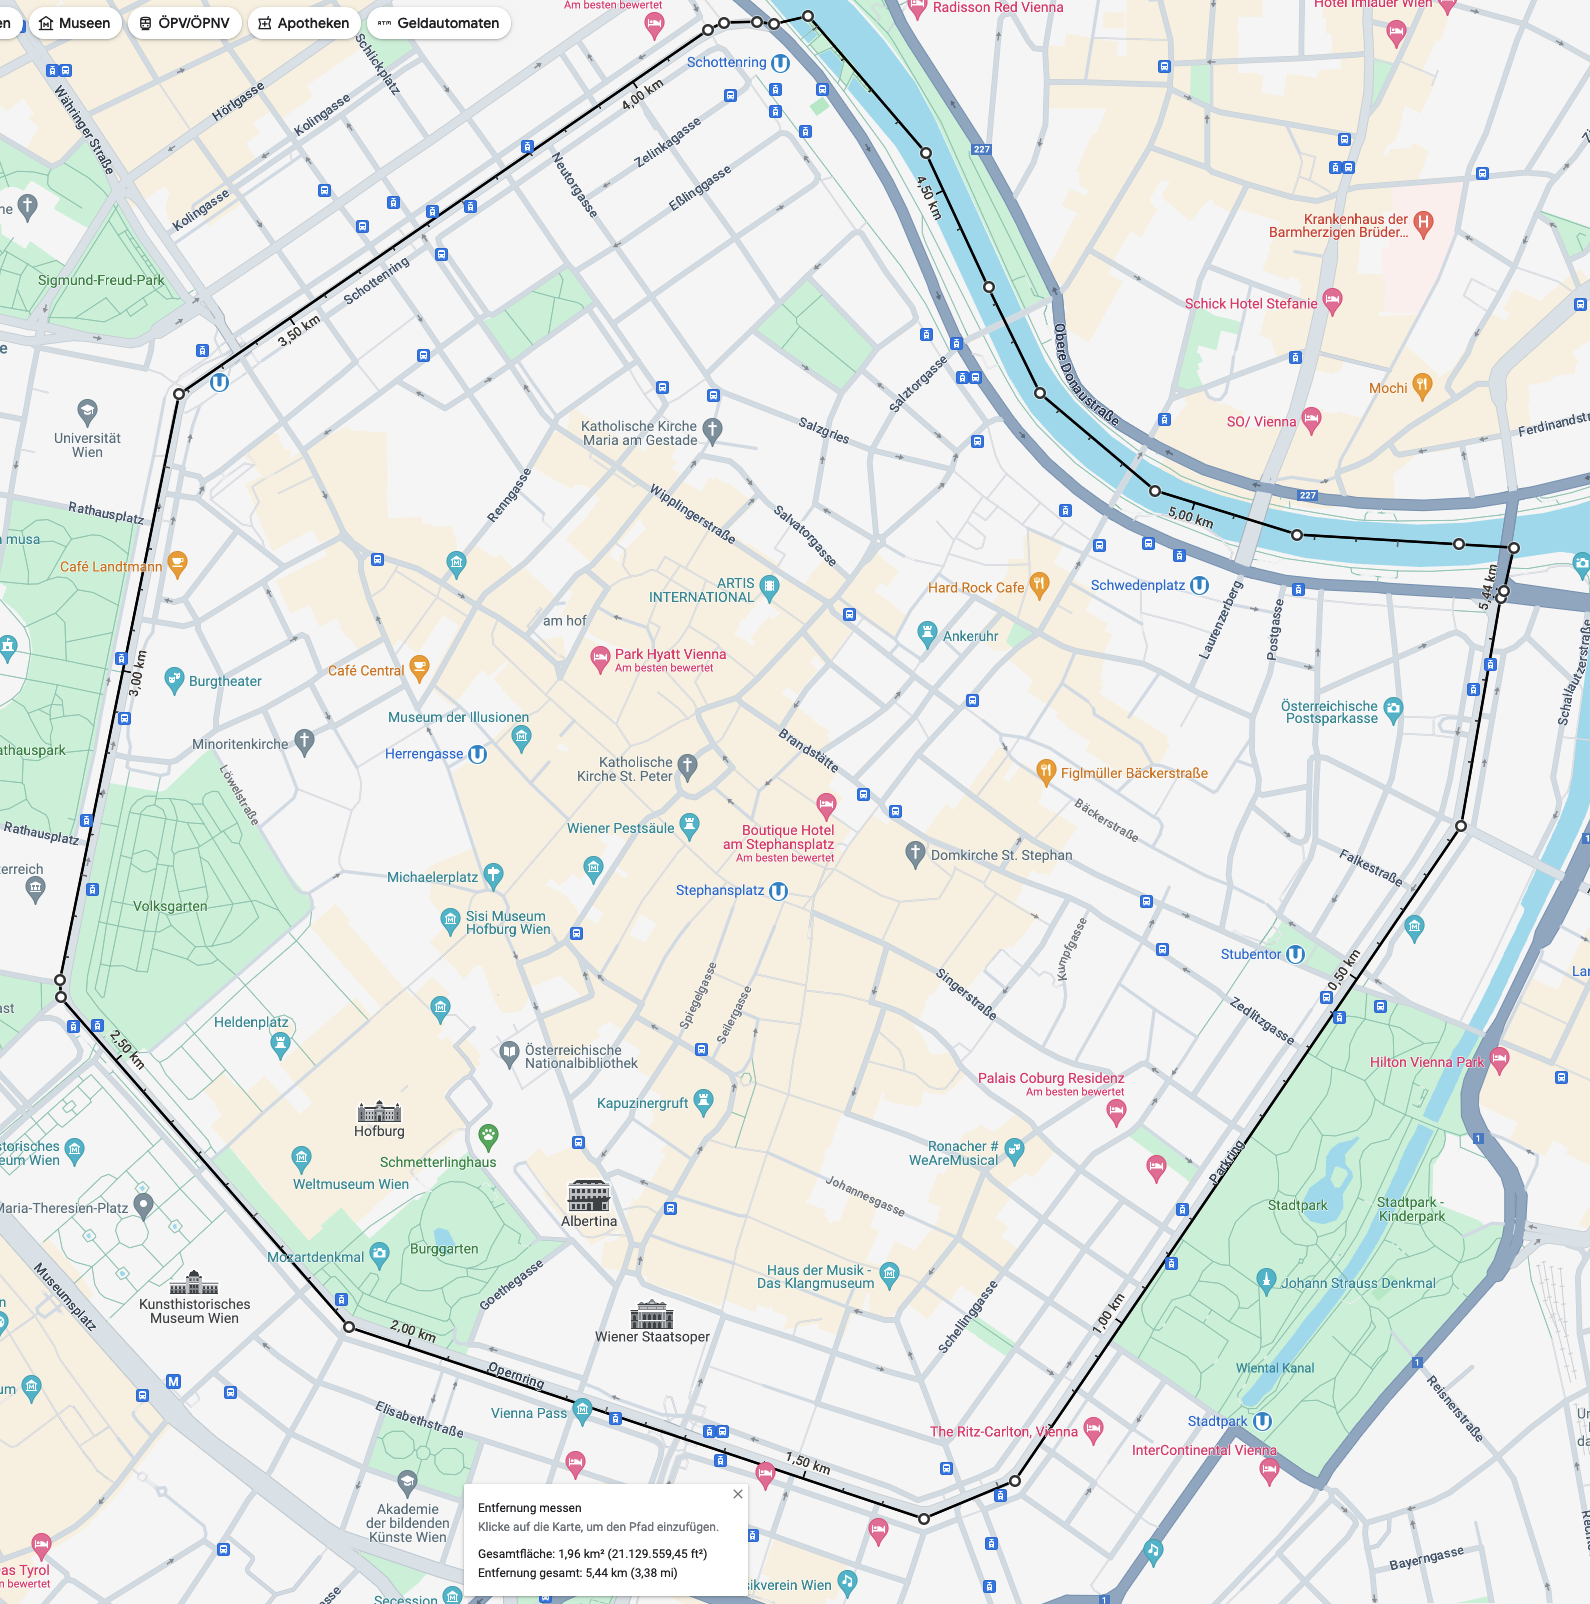 en
Museen
ÖPV/ÖPNV
Apotheken
Geldautomaten
Am besten bewertet
Radisson Red Vienna
Hotel Imlauer Wien
Schottenring
Schlickplatz
Hörlgasse
Kolingasse
Währinger Straße
4,00 km
Zelinkagasse
Neutorgasse
Eßlinggasse
227
Kolingasse
4,50 km
Krankenhaus der
Barmherzigen Brüder...
Sigmund-Freud-Park
Schottenring
3,50 km
Schick Hotel Stefanie
Obere Donaustraße
Salztorgasse
Mochi
SO/ Vienna
Ferdinandstr
Universität
Wien
Katholische Kirche
Maria am Gestade
Salzgries
Renngasse
Wipplingerstraße
Salvatorgasse
227
5,00 km
Rathausplatz
musa
Café Landtmann
ARTIS
INTERNATIONAL
Hard Rock Cafe
Schwedenplatz
5,44 km
am hof
Ankeruhr
Laurenzerberg
Postgasse
Schallautzerstraße
Park Hyatt Vienna
Am besten bewertet
3,00 km
Burgtheater
Café Central
Österreichische
Postsparkasse
Museum der Illusionen
Minoritenkirche
Herrengasse
athauspark
Löwelstraße
Brandstätte
Katholische
Kirche St. Peter
Figlmüller Bäckerstraße
Bäckerstraße
Rathausplatz
Wiener Pestsäule
Boutique Hotel
am Stephansplatz
Am besten bewertet
Domkirche St. Stephan
Falkestraße
erreich
Michaelerplatz
Stephansplatz
Volksgarten
Sisi Museum
Hofburg Wien
Kumpfgasse
Stubentor
0,50 km
Lan
Spiegelgasse
Seilergasse
Singerstraße
Zedlitzgasse
ast
Heldenplatz
2,50 km
Österreichische
Nationalbibliothek
Hilton Vienna Park
Palais Coburg Residenz
Am besten bewertet
Kapuzinergruft
Hofburg
1
storisches
eum Wien
Schmetterlinghaus
Ronacher #
WeAreMusical
Parkring
Weltmuseum Wien
Maria-Theresien-Platz
Albertina
Johannesgasse
Stadtpark
Stadtpark -
Kinderpark
Burggarten
Mozartdenkmal
Museumsplatz
Goethegasse
Haus der Musik -
Das Klangmuseum
Johann Strauss Denkmal
Kunsthistorisches
Museum Wien
Schellinggasse
1,00 km
2,00 km
Wiener Staatsoper
Opernring
Wiental Kanal
1
Reisnerstraße
um
M
Vienna Pass
Elisabethstraße
The Ritz-Carlton, Vienna
Stadtpark
InterContinental Vienna
1,50 km
Akademie
der bildenden
Künste Wien
Entfernung messen
Klicke auf die Karte, um den Pfad einzufügen.
Gesamtfläche: 1,96 km² (21.129.559,45 ft²)
Entfernung gesamt: 5,44 km (3,38 mi)
as Tyrol
n bewertet
sikverein Wien
Bayerngasse
Secession
1